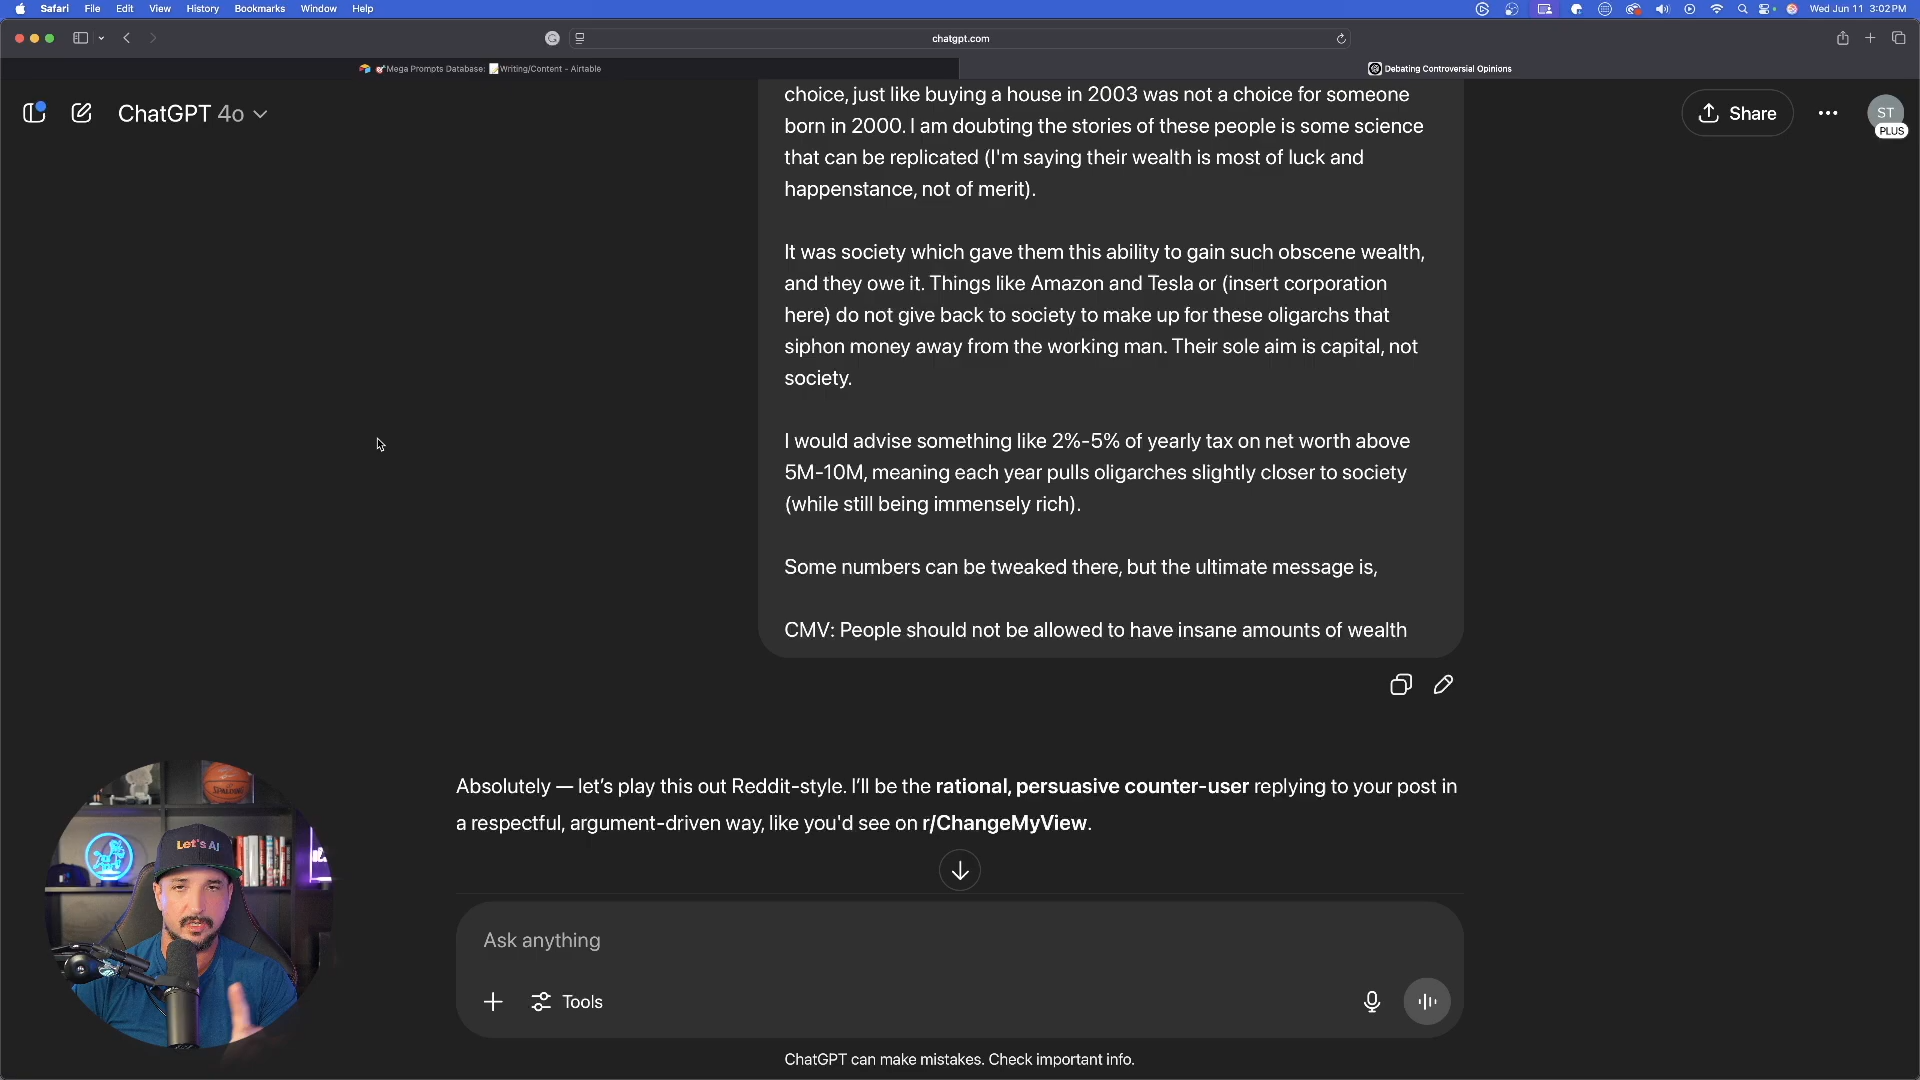 Safari File Edit View History Bookmarks Window Help
Wed Jun 11 3:02 PM
chatgpt.com
Mega Prompts Database: Writing/Content - Airtable
Debating Controversial Opinions
ChatGPT 4o
Share
ST
PLUS
choice, just like buying a house in 2003 was not a choice for someone
born in 2000. I am doubting the stories of these people is some science
that can be replicated (I'm saying their wealth is most of luck and
happenstance, not of merit).
It was society which gave them this ability to gain such obscene wealth,
and they owe it. Things like Amazon and Tesla or (insert corporation
here) do not give back to society to make up for these oligarchs that
siphon money away from the working man. Their sole aim is capital, not
society.
I would advise something like 2%-5% of yearly tax on net worth above
5M-10M, meaning each year pulls oligarches slightly closer to society
(while still being immensely rich).
Some numbers can be tweaked there, but the ultimate message is,
CMV: People should not be allowed to have insane amounts of wealth
Absolutely — let’s play this out Reddit-style. I’ll be the rational, persuasive counter-user replying to your post in
a respectful, argument-driven way, like you'd see on r/ChangeMyView.
SPALDING
Let's AI
Ask anything
Tools
ChatGPT can make mistakes. Check important info.